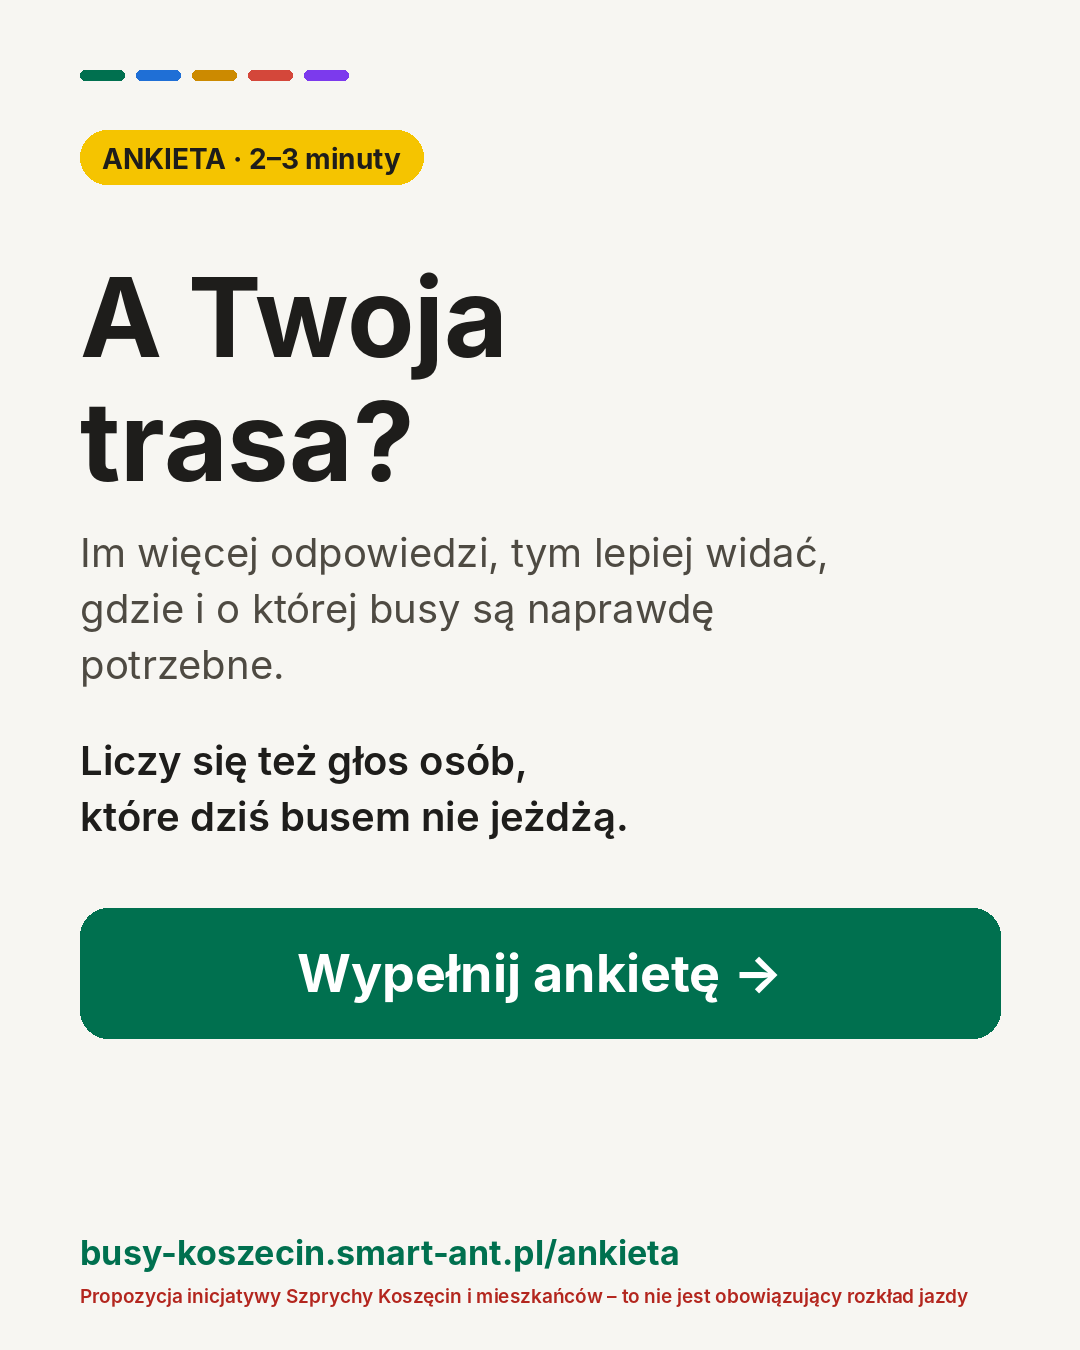 ANKIETA · 2–3 minuty
A Twoja
trasa?
Im więcej odpowiedzi, tym lepiej widać,
gdzie i o której busy są naprawdę
potrzebne.
Liczy się też głos osób,
które dziś busem nie jeżdżą.
Wypełnij ankietę →
busy-koszecin.smart-ant.pl/ankieta
Propozycja inicjatywy Szprychy Koszęcin i mieszkańców – to nie jest obowiązujący rozkład jazdy